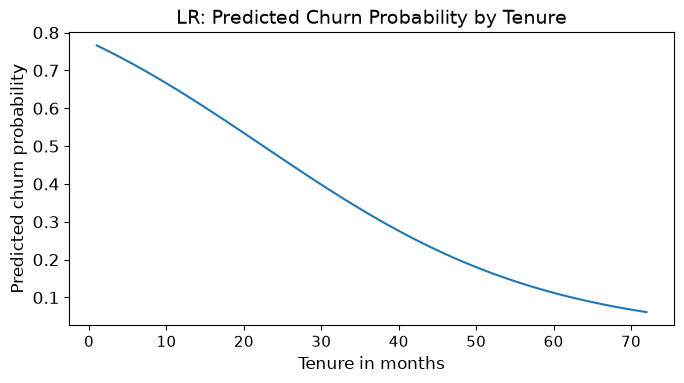 LR: Predicted Churn Probability by Tenure
Predicted churn probability
0.8
0.7
0.6
0.5
0.4
0.3
0.2
0.1
0 10 20 30 40 50 60 70
Tenure in months